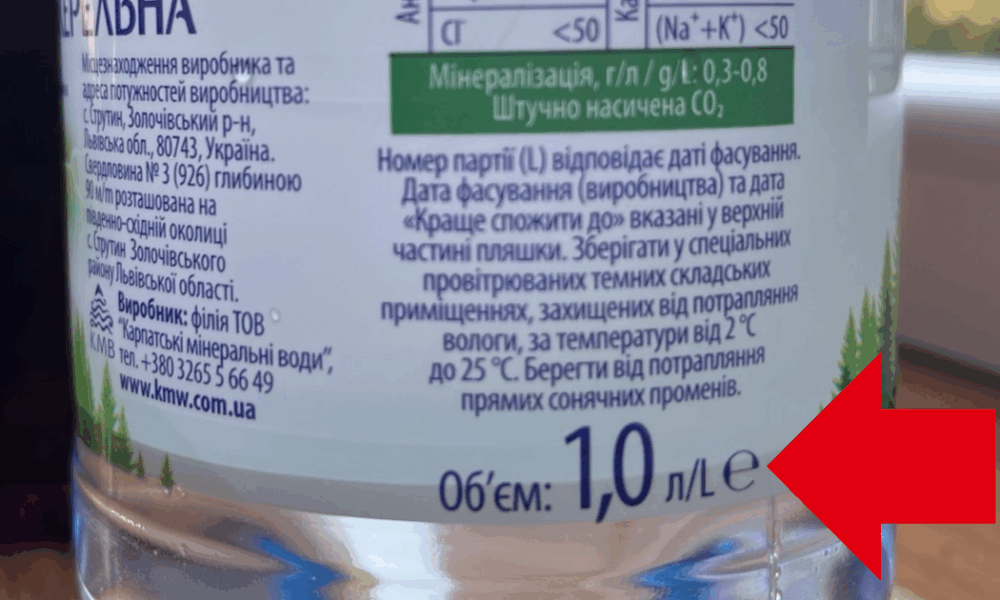 ЕРЕЛЬНА
Місцезнаходження виробника та
адреса потужностей виробництва:
с. Струтин, Золочівський р-н,
Львівська обл., 80743, Україна.
Свердловина № 3 (926) глибиною
90 м/m розташована на
південно-східній околиці
с. Струтин Золочівського
району Львівської області.
КМВ
Виробник: філія ТОВ
"Карпатські мінеральні води",
тел. +380 3265 5 66 49
www.kmw.com.ua
Ан
Cl⁻ <50
Ка
(Na⁺+K⁺) <50
Мінералізація, г/л / g/L: 0,3-0,8
Штучно насичена CO₂
Номер партії (L) відповідає даті фасування.
Дата фасування (виробництва) та дата
«Краще спожити до» вказані у верхній
частині пляшки. Зберігати у спеціальних
провітрюваних темних складських
приміщеннях, захищених від потрапляння
вологи, за температури від 2 °C
до 25 °C. Берегти від потрапляння
прямих сонячних променів.
Об'єм: 1,0 л/L ℮